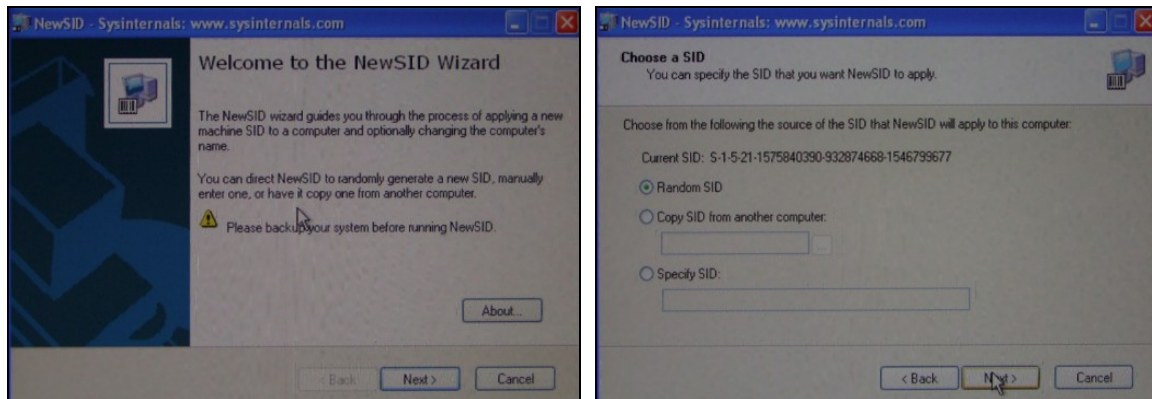 NewSID - Sysinternals: www.sysinternals.com
Welcome to the NewSID Wizard
The NewSID wizard guides you through the process of applying a new
machine SID to a computer and optionally changing the computer's
name.
You can direct NewSID to randomly generate a new SID, manually
enter one, or have it copy one from another computer.
Please backup your system before running NewSID.
About...
< Back
Next >
Cancel
NewSID - Sysinternals: www.sysinternals.com
Choose a SID
You can specify the SID that you want NewSID to apply.
Choose from the following the source of the SID that NewSID will apply to this computer:
Current SID: S-1-5-21-1575840390-932874668-1546799677
Random SID
Copy SID from another computer:
...
Specify SID:
< Back
Next >
Cancel